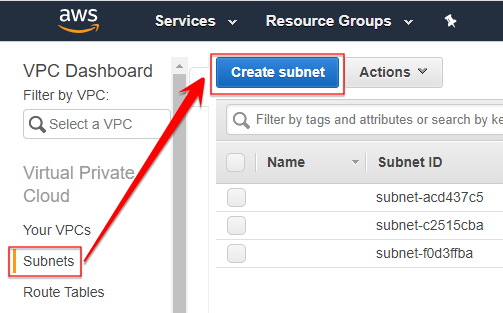 aws Services Resource Groups
VPC Dashboard
Filter by VPC:
Select a VPC
Virtual Private
Cloud
Your VPCs
Subnets
Route Tables
Create subnet Actions
Filter by tags and attributes or search by ke
Name Subnet ID
subnet-acd437c5
subnet-c2515cba
subnet-f0d3ffba